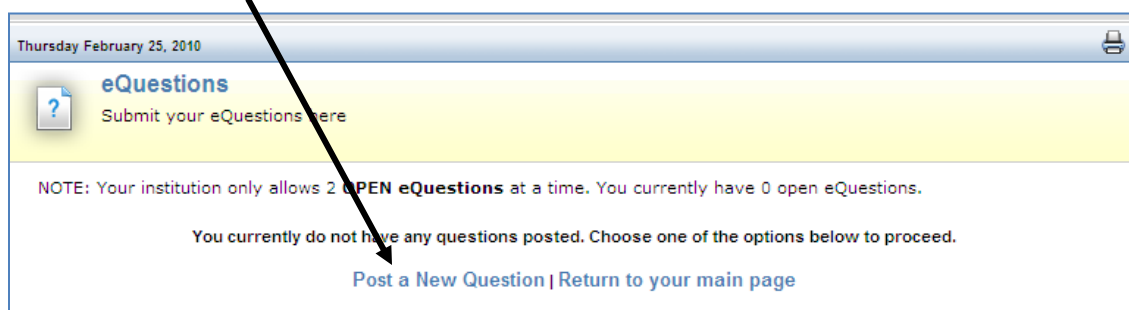 Thursday February 25, 2010
?
eQuestions
Submit your eQuestions here
NOTE: Your institution only allows 2 OPEN eQuestions at a time. You currently have 0 open eQuestions.
You currently do not have any questions posted. Choose one of the options below to proceed.
Post a New Question | Return to your main page